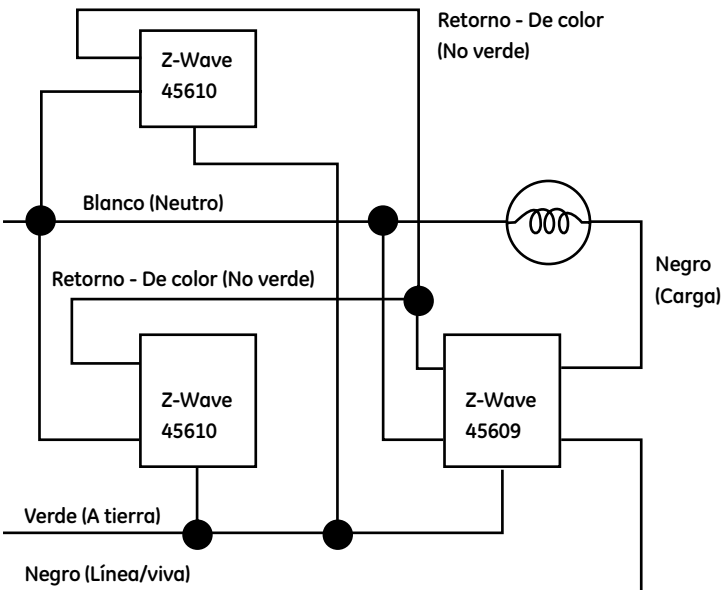 Retorno - De color
(No verde)
Z-Wave
45610
Blanco (Neutro)
Negro
(Carga)
Retorno - De color (No verde)
Z-Wave
45610
Z-Wave
45609
Verde (A tierra)
Negro (Línea/viva)